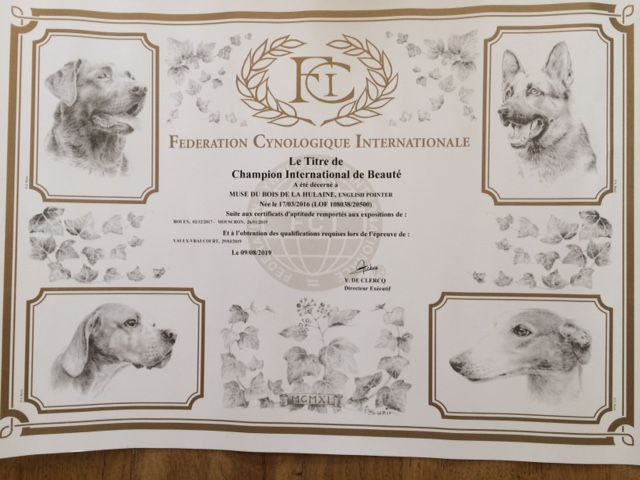 FCI
FEDERATION CYNOLOGIQUE INTERNATIONALE
Le Titre de
Champion International de Beauté
A été décerné à
MUSE DU BOIS DE LA HULAINE, ENGLISH POINTER
Née le 17/03/2016 (LOF 108038/20500)
Suite aux certificats d'aptitude remportés aux expositions de :
ROUEN, 02/12/2017 - MOUSCRON, 26/01/2019
Et à l'obtention des qualifications requises lors de l'épreuve de :
VAULX-VRAUCOURT, 29/03/2019
Le 09/08/2019
Y. DE CLERCQ
Directeur Exécutif
MCMXI